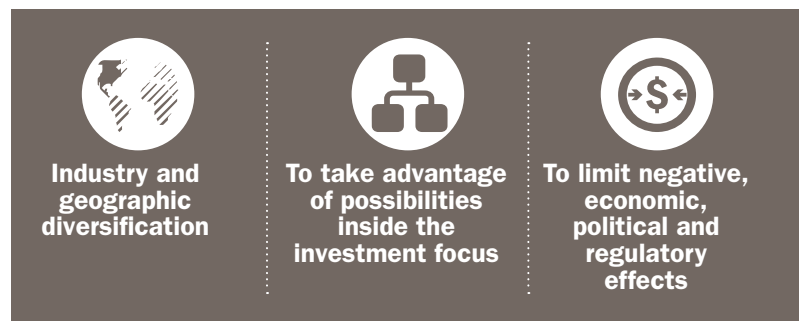 Industry and
geographic
diversification
To take advantage
of possibilities
inside the
investment focus
$
To limit negative,
economic,
political and
regulatory
effects